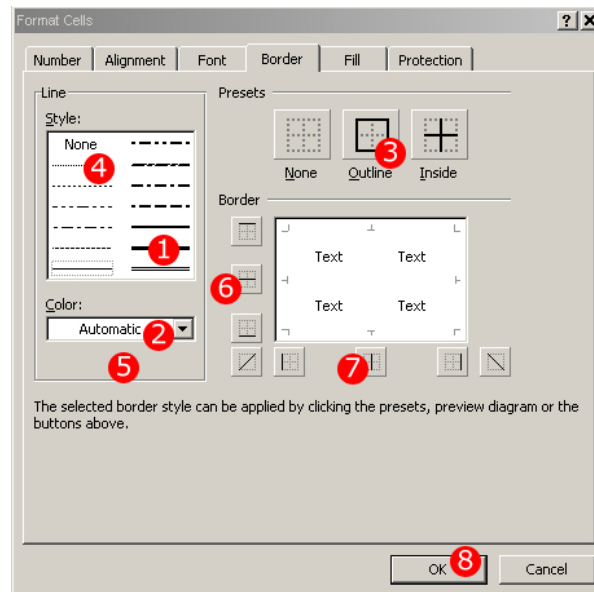 Format Cells
? X
Number Alignment Font Border Fill Protection
Line
Presets
Style:
None
4
3
None Outline Inside
Border
1
Text Text
6
Text Text
Color:
Automatic 2
5
7
The selected border style can be applied by clicking the presets, preview diagram or the
buttons above.
OK 8 Cancel